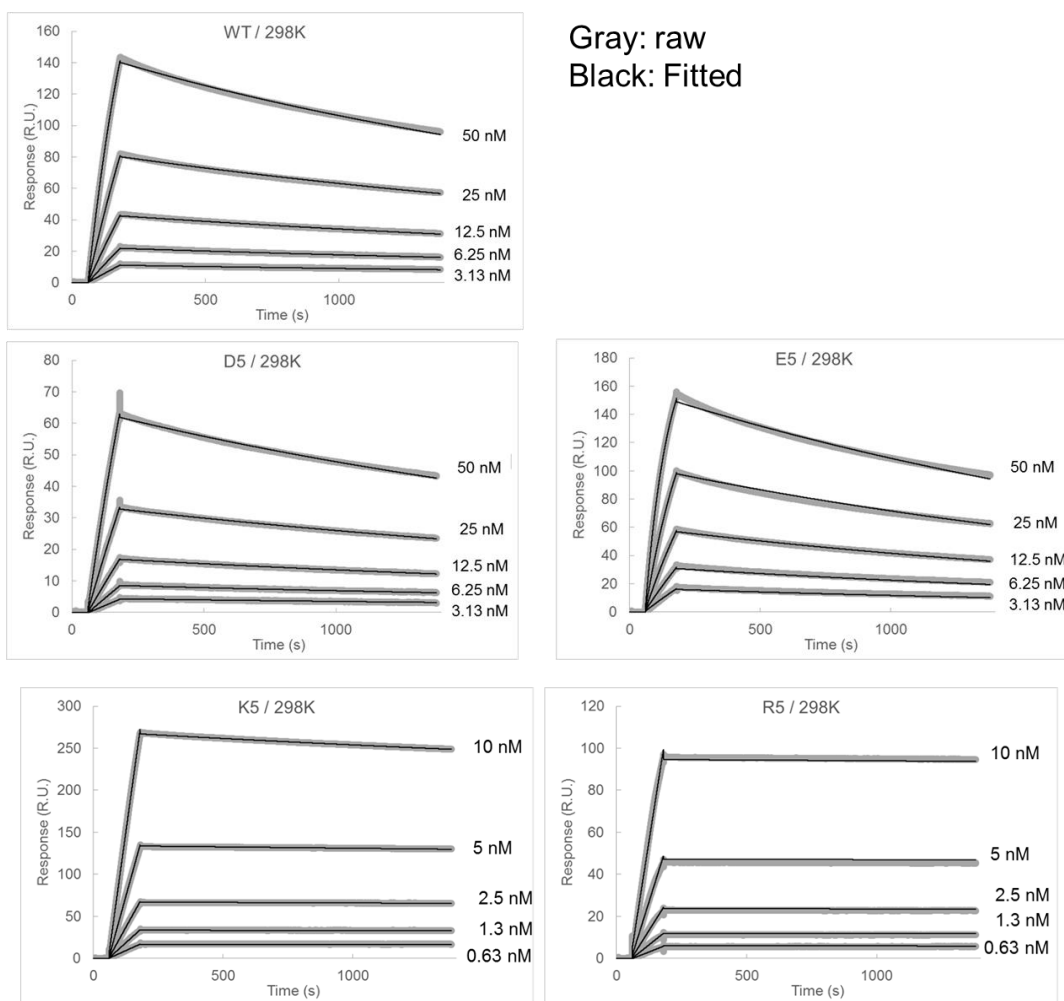 WT / 298K
Gray: raw
Black: Fitted
Response (R.U.)
160
140
120
100
80
60
40
20
0
50 nM
25 nM
12.5 nM
6.25 nM
3.13 nM
0
500
1000
Time (s)
D5 / 298K
Response (R.U.)
80
70
60
50
40
30
20
10
0
50 nM
25 nM
12.5 nM
6.25 nM
3.13 nM
0
500
1000
Time (s)
E5 / 298K
Response (R.U.)
180
160
140
120
100
80
60
40
20
0
50 nM
25 nM
12.5 nM
6.25 nM
3.13 nM
0
500
1000
Time (s)
K5 / 298K
Response (R.U.)
300
250
200
150
100
50
0
10 nM
5 nM
2.5 nM
1.3 nM
0.63 nM
0
500
1000
Time (s)
R5 / 298K
Response (R.U.)
120
100
80
60
40
20
0
10 nM
5 nM
2.5 nM
1.3 nM
0.63 nM
0
500
1000
Time (s)